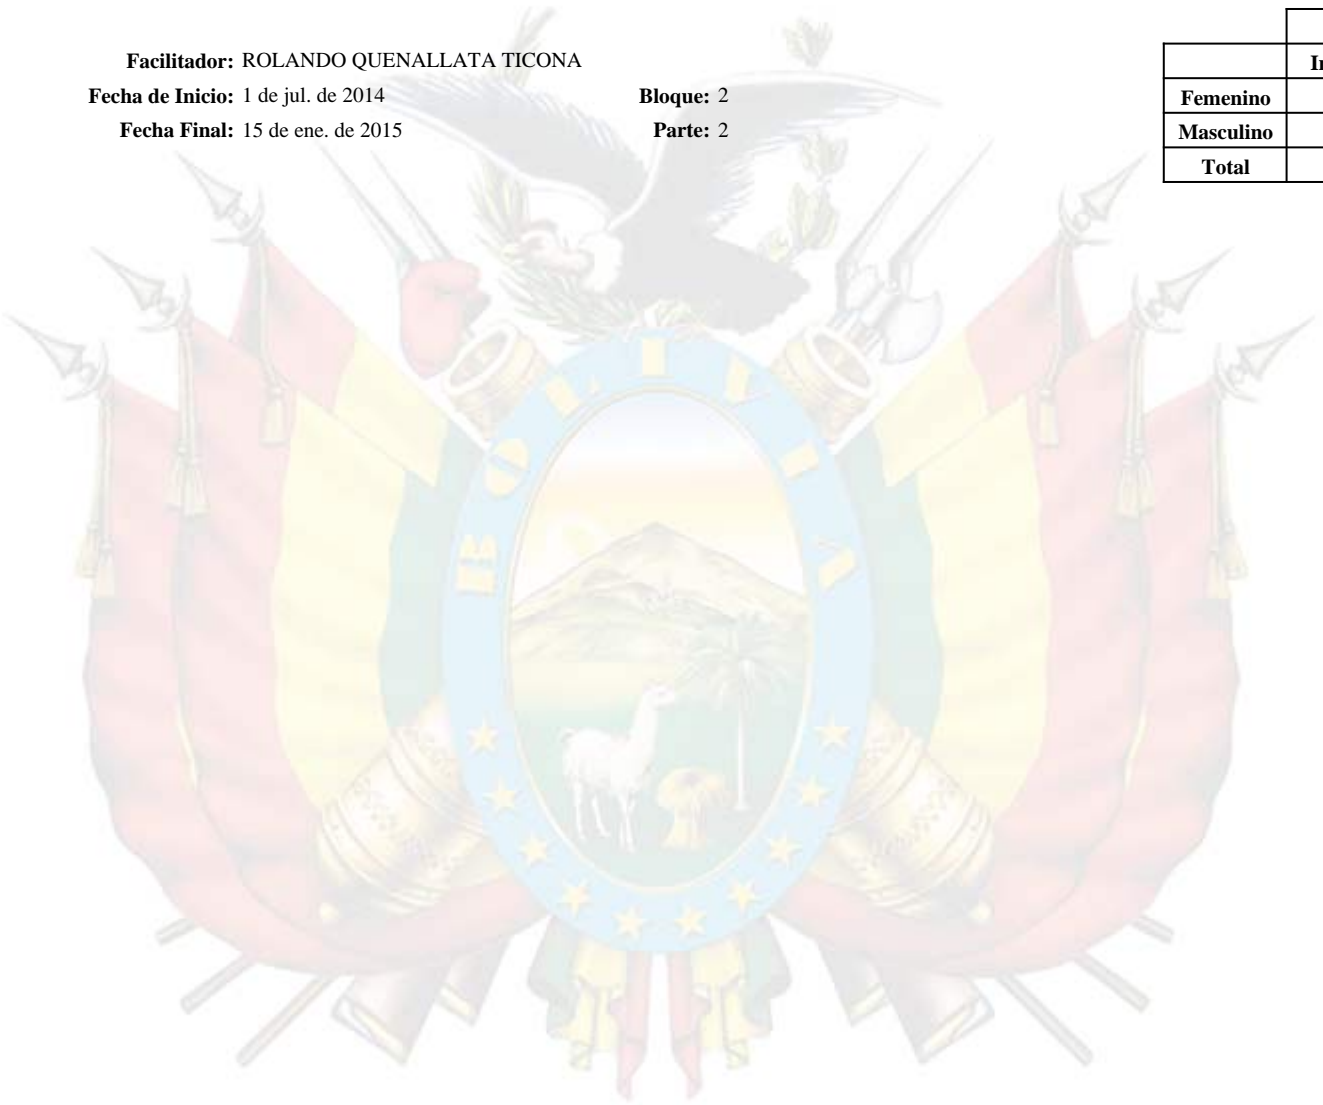 Facilitador: ROLANDO QUENALLATA TICONA
Fecha de Inicio: 1 de jul. de 2014 Bloque: 2
Fecha Final: 15 de ene. de 2015 Parte: 2
Femenino
Masculino
Total
BOLIVIA